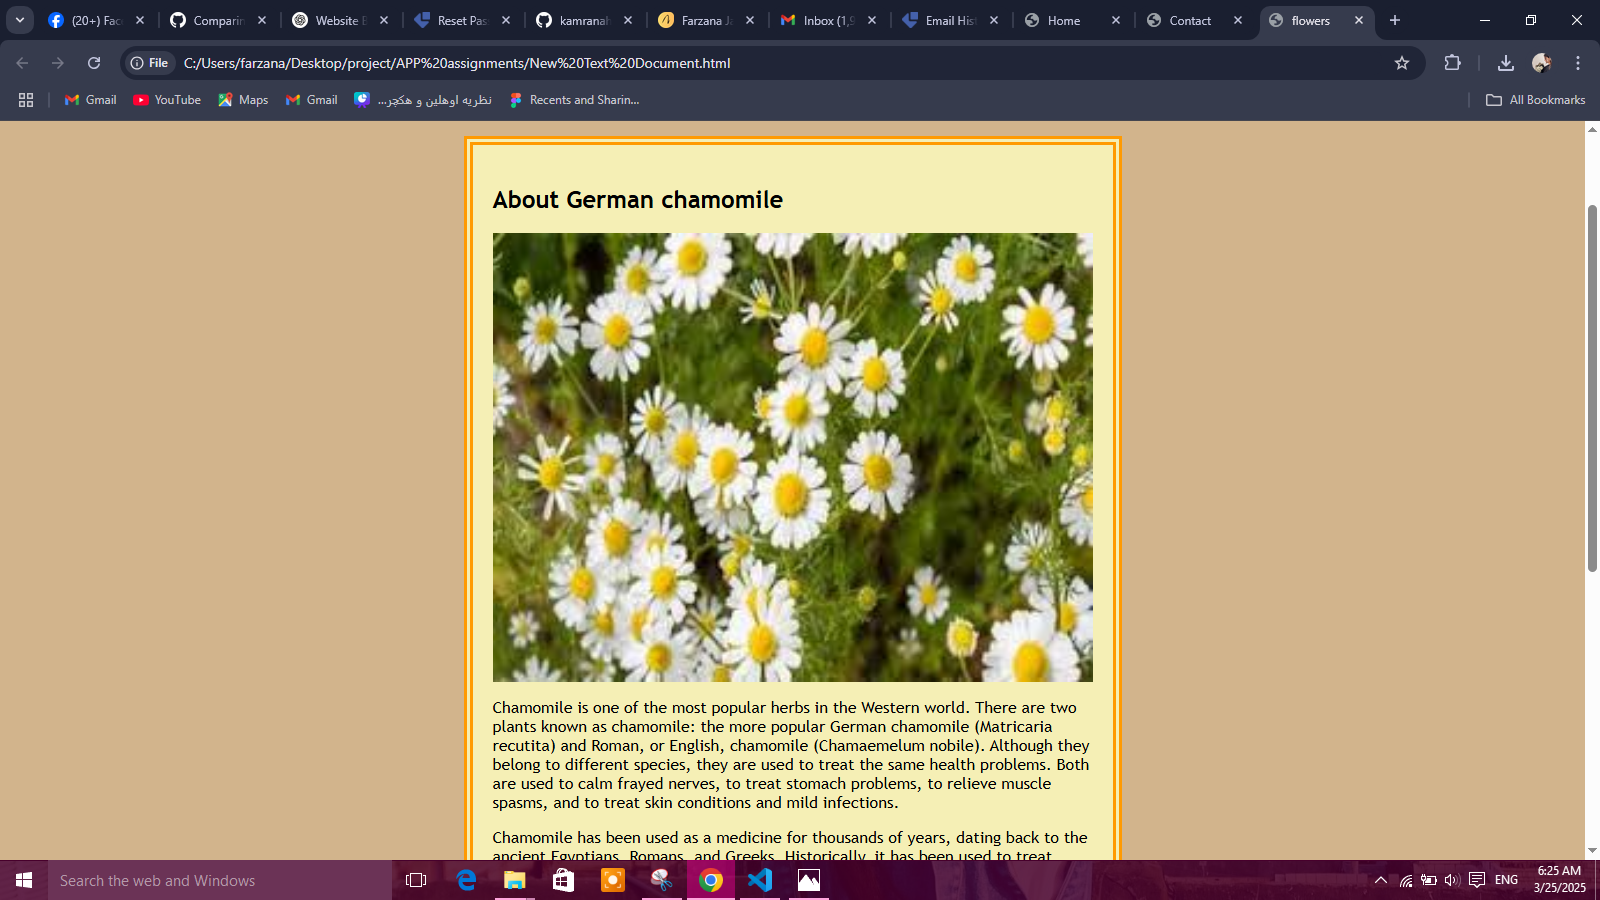 (20+) Fac
Comparin
Website B
Reset Pas
kamranah
Farzana Ja
Inbox (1,9
Email Hist
Home
Contact
flowers
File
C:/Users/farzana/Desktop/project/APP%20assignments/New%20Text%20Document.html
Gmail
YouTube
Maps
Gmail
نظریه اوهلین و هکچر...
Recents and Sharin...
All Bookmarks
About German chamomile
Chamomile is one of the most popular herbs in the Western world. There are two
plants known as chamomile: the more popular German chamomile (Matricaria
recutita) and Roman, or English, chamomile (Chamaemelum nobile). Although they
belong to different species, they are used to treat the same health problems. Both
are used to calm frayed nerves, to treat stomach problems, to relieve muscle
spasms, and to treat skin conditions and mild infections.
Chamomile has been used as a medicine for thousands of years, dating back to the
ancient Egyptians, Romans, and Greeks. Historically, it has been used to treat
Search the web and Windows
ENG
6:25 AM
3/25/2025